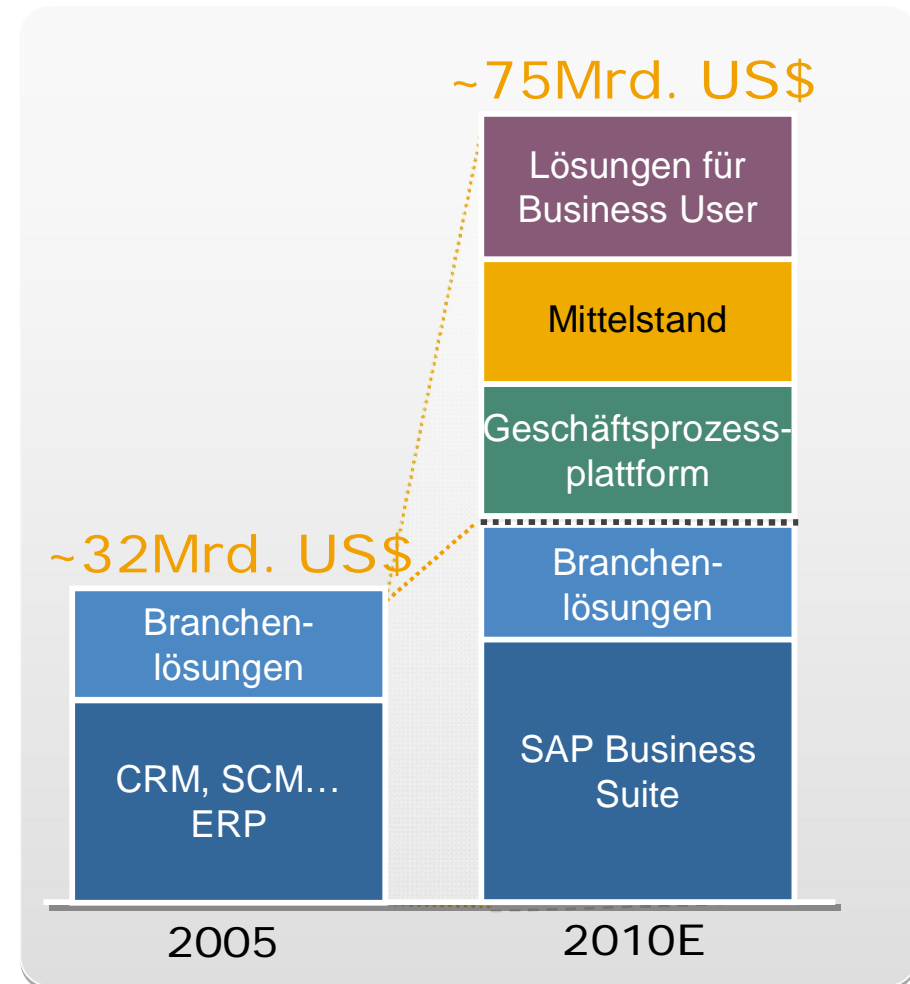 ~75Mrd. US$
Lösungen für
Business User
Mittelstand
Geschäftsprozess-
plattform
~32Mrd. US$
Branchen-
lösungen
Branchen-
lösungen
CRM, SCM…
ERP
SAP Business
Suite
2005
2010E